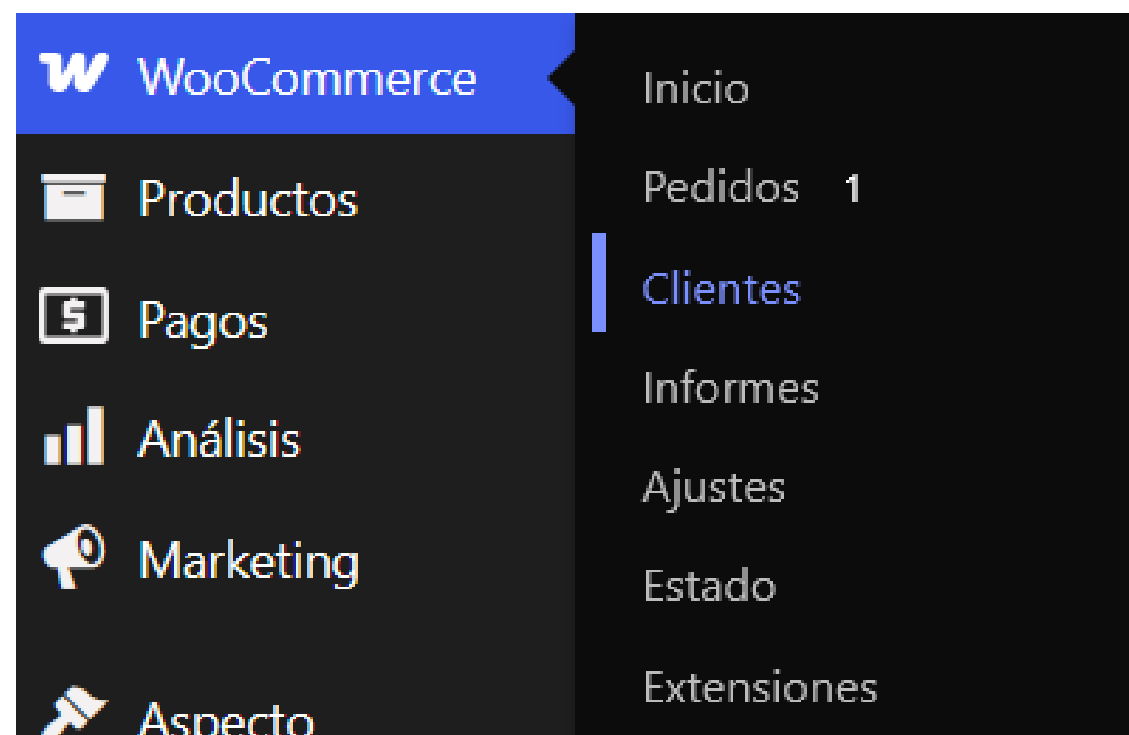 WooCommerce
Productos
Pagos
Análisis
Marketing
Aspecto
Inicio
Pedidos 1
Clientes
Informes
Ajustes
Estado
Extensiones